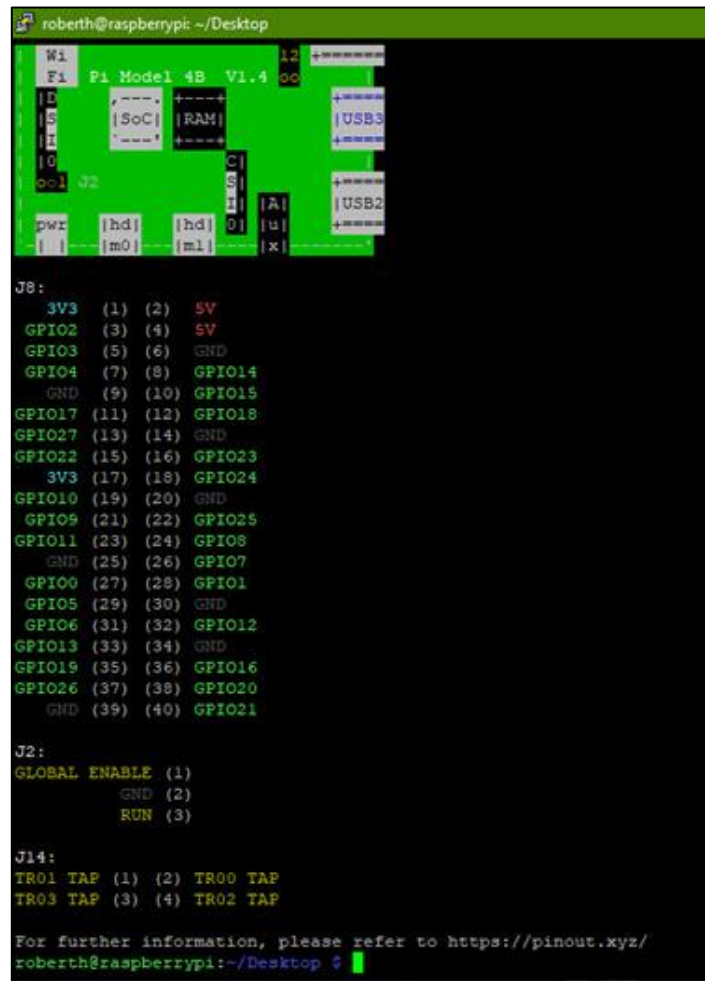 roberth@raspberrypi: ~/Desktop
| Wi 12 +======
| Fi Pi Model 4B V1.4 oo |
| |D ,---. +---+ +====
| |S |SoC| |RAM| |USB3
| |I `---' +---+ +====
| |0 C| |
| oo1 J2 S| +====
| I| |A| |USB2
| pwr |hd| |hd| 0| |u| +====
`-| |---|m0|---|m1|----|x|-------'
J8:
3V3 (1) (2) 5V
GPIO2 (3) (4) 5V
GPIO3 (5) (6) GND
GPIO4 (7) (8) GPIO14
GND (9) (10) GPIO15
GPIO17 (11) (12) GPIO18
GPIO27 (13) (14) GND
GPIO22 (15) (16) GPIO23
3V3 (17) (18) GPIO24
GPIO10 (19) (20) GND
GPIO9 (21) (22) GPIO25
GPIO11 (23) (24) GPIO8
GND (25) (26) GPIO7
GPIO0 (27) (28) GPIO1
GPIO5 (29) (30) GND
GPIO6 (31) (32) GPIO12
GPIO13 (33) (34) GND
GPIO19 (35) (36) GPIO16
GPIO26 (37) (38) GPIO20
GND (39) (40) GPIO21
J2:
GLOBAL ENABLE (1)
GND (2)
RUN (3)
J14:
TR01 TAP (1) (2) TR00 TAP
TR03 TAP (3) (4) TR02 TAP
For further information, please refer to https://pinout.xyz/
roberth@raspberrypi:~/Desktop $